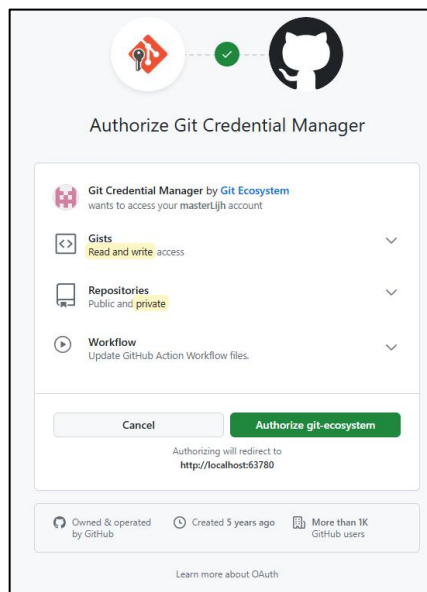 Authorize Git Credential Manager
Git Credential Manager by Git Ecosystem
wants to access your masterLijh account
Gists
Read and write access
Repositories
Public and private
Workflow
Update GitHub Action Workflow files.
Cancel
Authorize git-ecosystem
Authorizing will redirect to
http://localhost:63780
Owned & operated
by GitHub
Created 5 years ago
More than 1K
GitHub users
Learn more about OAuth